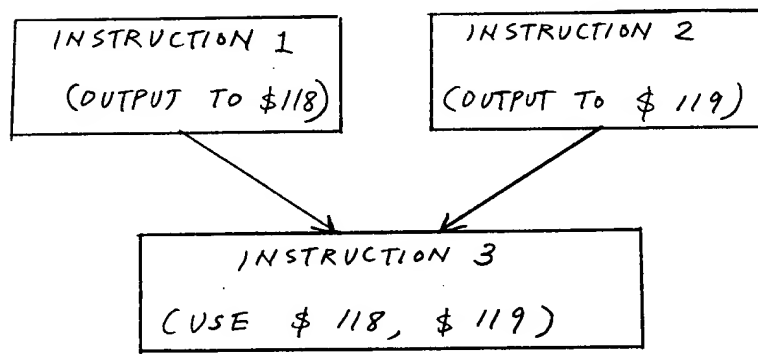 INSTRUCTION 1
(OUTPUT TO $118)
INSTRUCTION 2
(OUTPUT TO $ 119)
INSTRUCTION 3
(USE $ 118, $ 119)